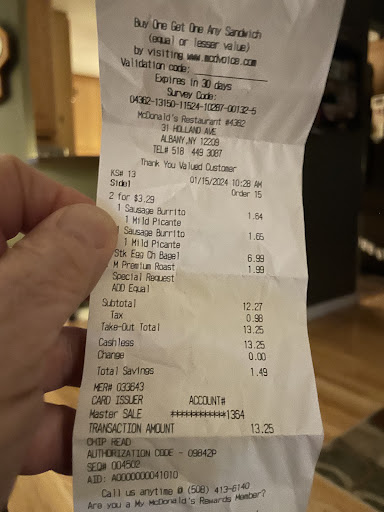 Buy One Get One Any Sandwich
(equal or lesser value)
by visiting www.mcdvoice.com
Validation code:
Expires in 30 days
Survey Code:
04362-13150-11524-10287-00132-5
McDonald's Restaurant #4362
31 HOLLAND AVE
ALBANY,NY 12209
TEL# 518 449 3087
Thank You Valued Customer
KS# 13 01/15/2024 10:28 AM
Side1 Order 15
2 for $3.29
1 Sausage Burrito 1.64
1 Mild Picante
1 Sausage Burrito 1.65
1 Mild Picante
Stk Egg Ch Bagel 6.99
M Premium Roast 1.99
Special Request
ADD Equal
Subtotal 12.27
Tax 0.98
Take-Out Total 13.25
Cashless 13.25
Change 0.00
Total Savings 1.49
MER# 033643
CARD ISSUER ACCOUNT#
Master SALE ************1364
TRANSACTION AMOUNT 13.25
CHIP READ
AUTHORIZATION CODE - 09842P
SEQ# 004502
AID: A0000000041010
Call us anytime @ (508) 413-6140
Are you a My McDonald's Rewards Member?